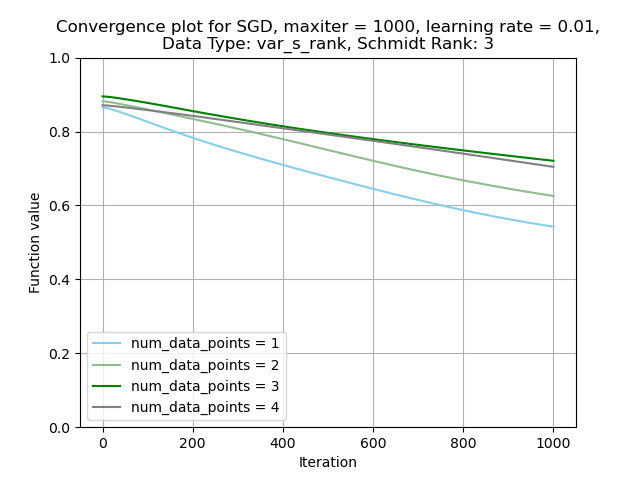 Convergence plot for SGD, maxiter = 1000, learning rate = 0.01,
Data Type: var_s_rank, Schmidt Rank: 3
1.0
0.8
0.6
0.4
0.2
0.0
Function value
num_data_points = 1
num_data_points = 2
num_data_points = 3
num_data_points = 4
0
200
400
600
800
1000
Iteration